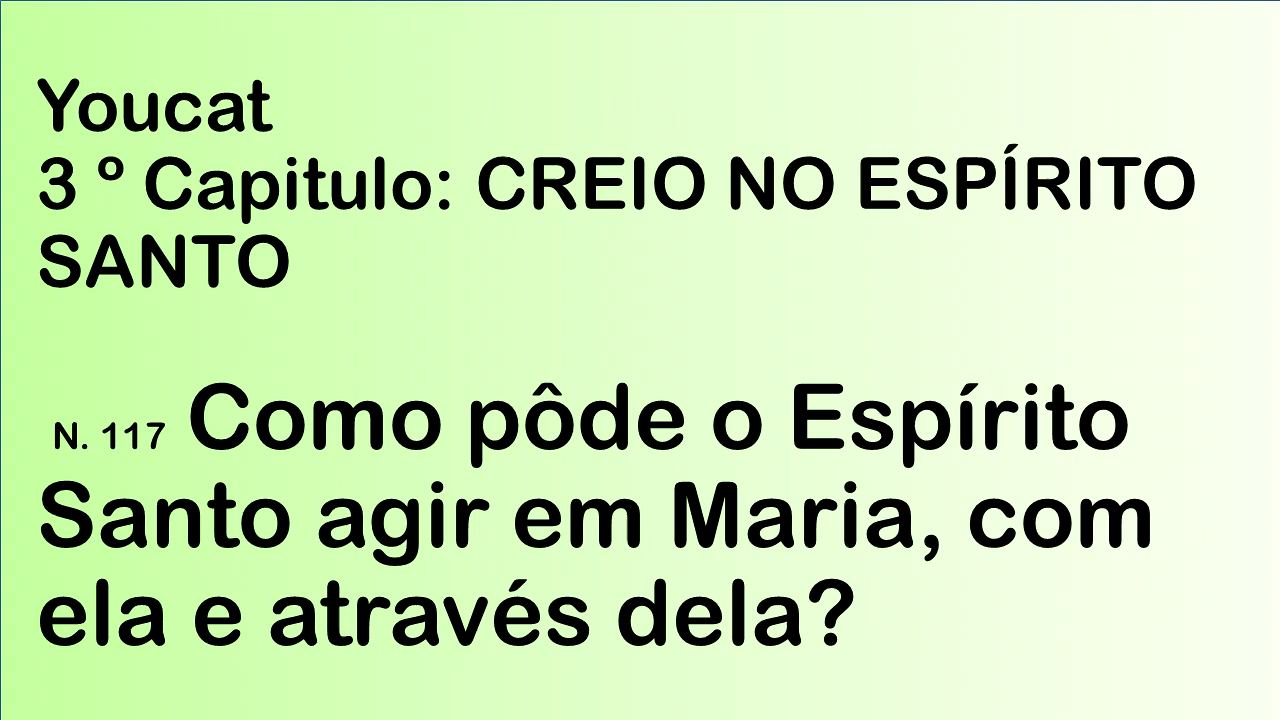 Youcat
3 º Capitulo: CREIO NO ESPÍRITO
SANTO
N. 117 Como pôde o Espírito
Santo agir em Maria, com
ela e através dela?